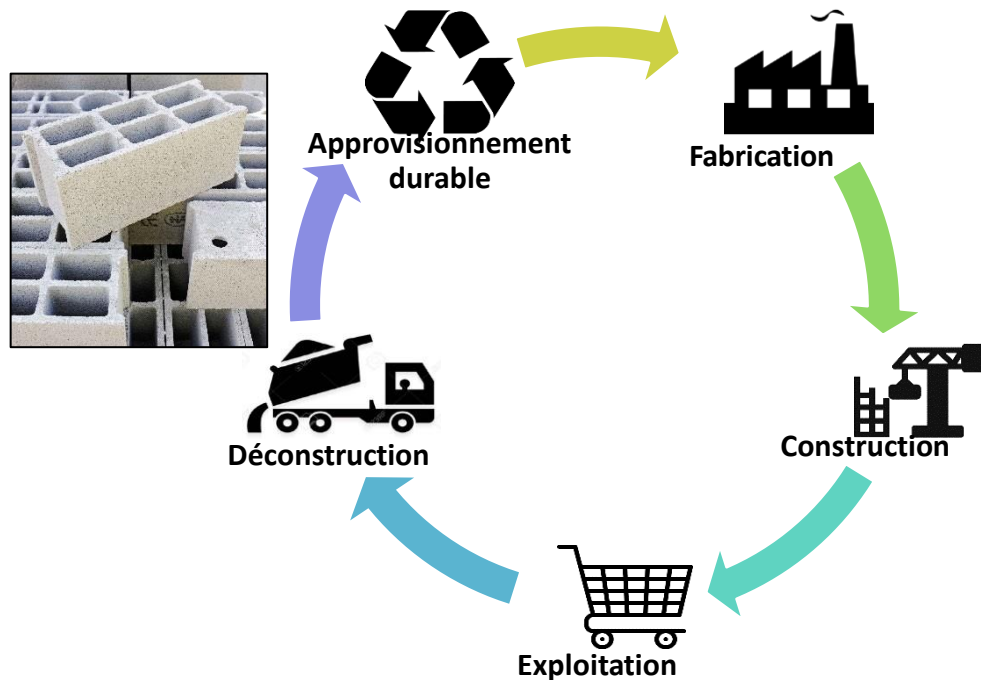 Approvisionnement
durable
Fabrication
Construction
Exploitation
Déconstruction